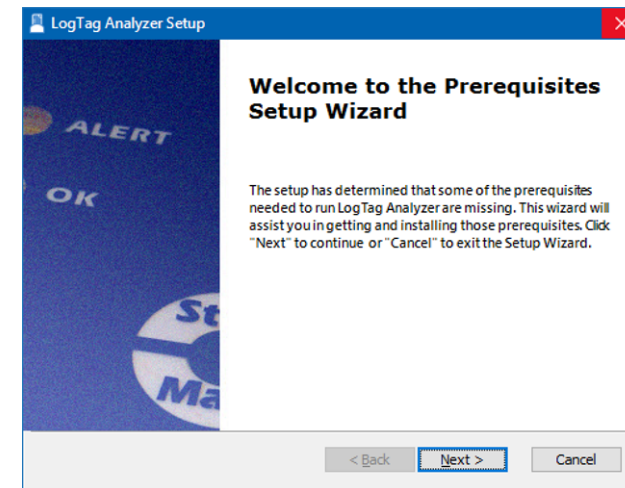 LogTag Analyzer Setup
Welcome to the Prerequisites
Setup Wizard
ALERT
OK
The setup has determined that some of the prerequisites
needed to run LogTag Analyzer are missing. This wizard will
assist you in getting and installing those prerequisites. Click
"Next" to continue or "Cancel" to exit the Setup Wizard.
St
Ma
< Back
Next >
Cancel